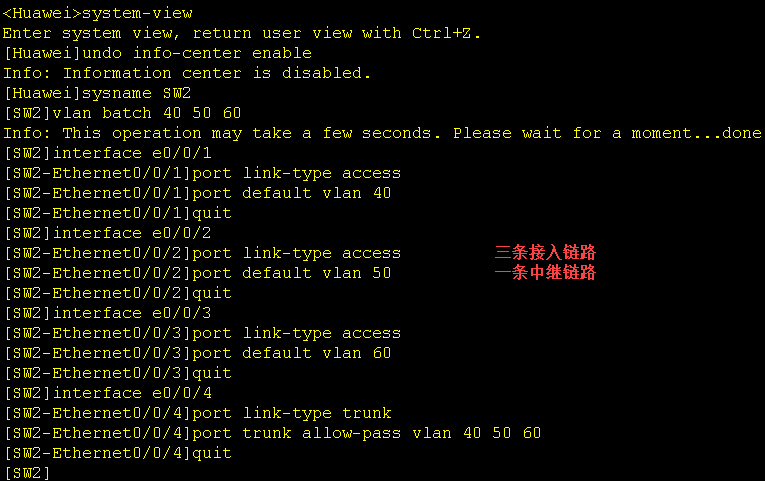 <Huawei>system-view
Enter system view, return user view with Ctrl+Z.
[Huawei]undo info-center enable
Info: Information center is disabled.
[Huawei]sysname SW2
[SW2]vlan batch 40 50 60
Info: This operation may take a few seconds. Please wait for a moment...done
[SW2]interface e0/0/1
[SW2-Ethernet0/0/1]port link-type access
[SW2-Ethernet0/0/1]port default vlan 40
[SW2-Ethernet0/0/1]quit
[SW2]interface e0/0/2
[SW2-Ethernet0/0/2]port link-type access 三条接入链路
[SW2-Ethernet0/0/2]port default vlan 50 一条中继链路
[SW2-Ethernet0/0/2]quit
[SW2]interface e0/0/3
[SW2-Ethernet0/0/3]port link-type access
[SW2-Ethernet0/0/3]port default vlan 60
[SW2-Ethernet0/0/3]quit
[SW2]interface e0/0/4
[SW2-Ethernet0/0/4]port link-type trunk
[SW2-Ethernet0/0/4]port trunk allow-pass vlan 40 50 60
[SW2-Ethernet0/0/4]quit
[SW2]